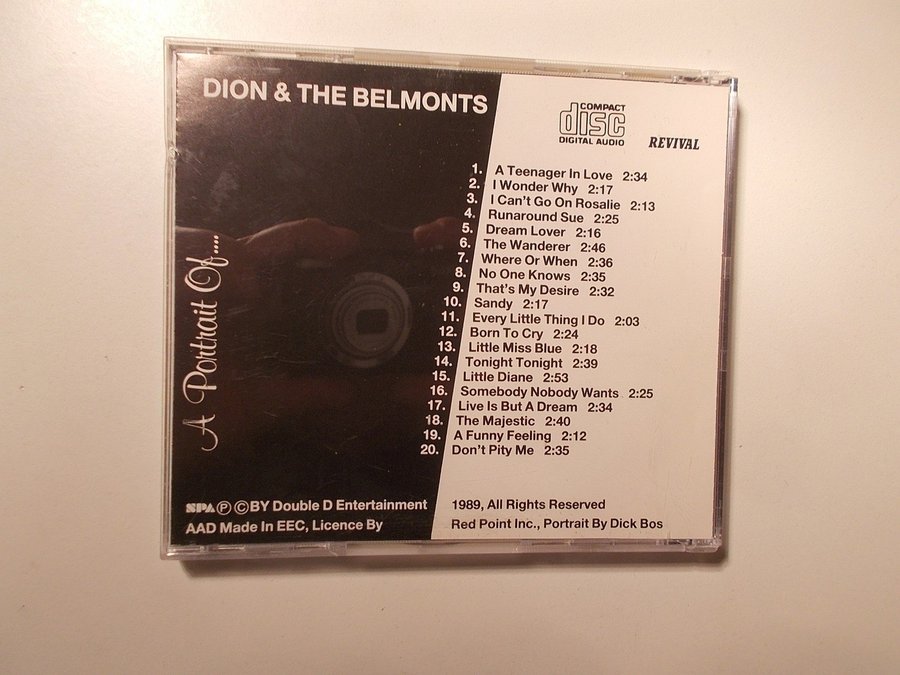 DION & THE BELMONTS
COMPACT
disc
DIGITAL AUDIO
REVIVAL
A Portrait Of....
1. A Teenager In Love 2:34
2. I Wonder Why 2:17
3. I Can't Go On Rosalie 2:13
4. Runaround Sue 2:25
5. Dream Lover 2:16
6. The Wanderer 2:46
7. Where Or When 2:36
8. No One Knows 2:35
9. That's My Desire 2:32
10. Sandy 2:17
11. Every Little Thing I Do 2:03
12. Born To Cry 2:24
13. Little Miss Blue 2:18
14. Tonight Tonight 2:39
15. Little Diane 2:53
16. Somebody Nobody Wants 2:25
17. Live Is But A Dream 2:34
18. The Majestic 2:40
19. A Funny Feeling 2:12
20. Don't Pity Me 2:35
SPA Ⓟ © BY Double D Entertainment 1989, All Rights Reserved
AAD Made In EEC, Licence By Red Point Inc., Portrait By Dick Bos